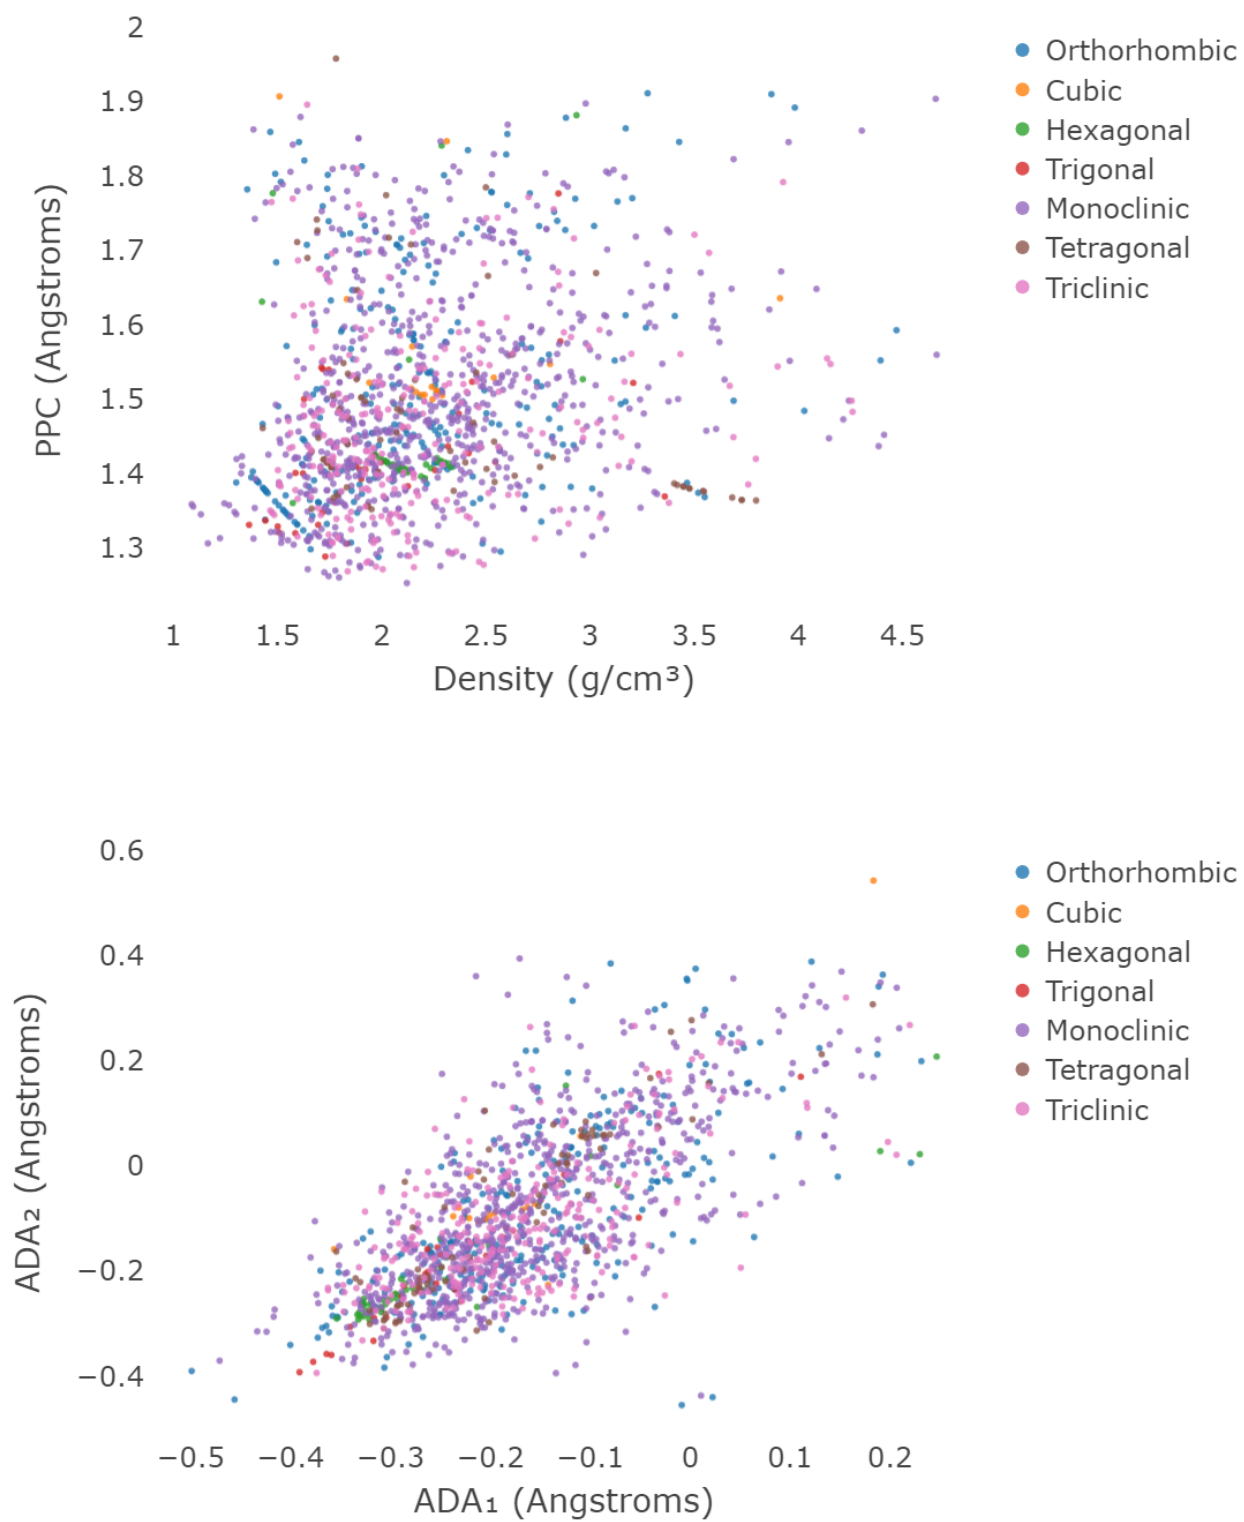 2
1.9
1.8
1.7
1.6
1.5
1.4
1.3
PPC (Angstroms)
1 1.5 2 2.5 3 3.5 4 4.5
Density (g/cm³)
Orthorhombic
Cubic
Hexagonal
Trigonal
Monoclinic
Tetragonal
Triclinic
0.6
0.4
0.2
0
−0.2
−0.4
ADA₂ (Angstroms)
−0.5 −0.4 −0.3 −0.2 −0.1 0 0.1 0.2
ADA₁ (Angstroms)
Orthorhombic
Cubic
Hexagonal
Trigonal
Monoclinic
Tetragonal
Triclinic